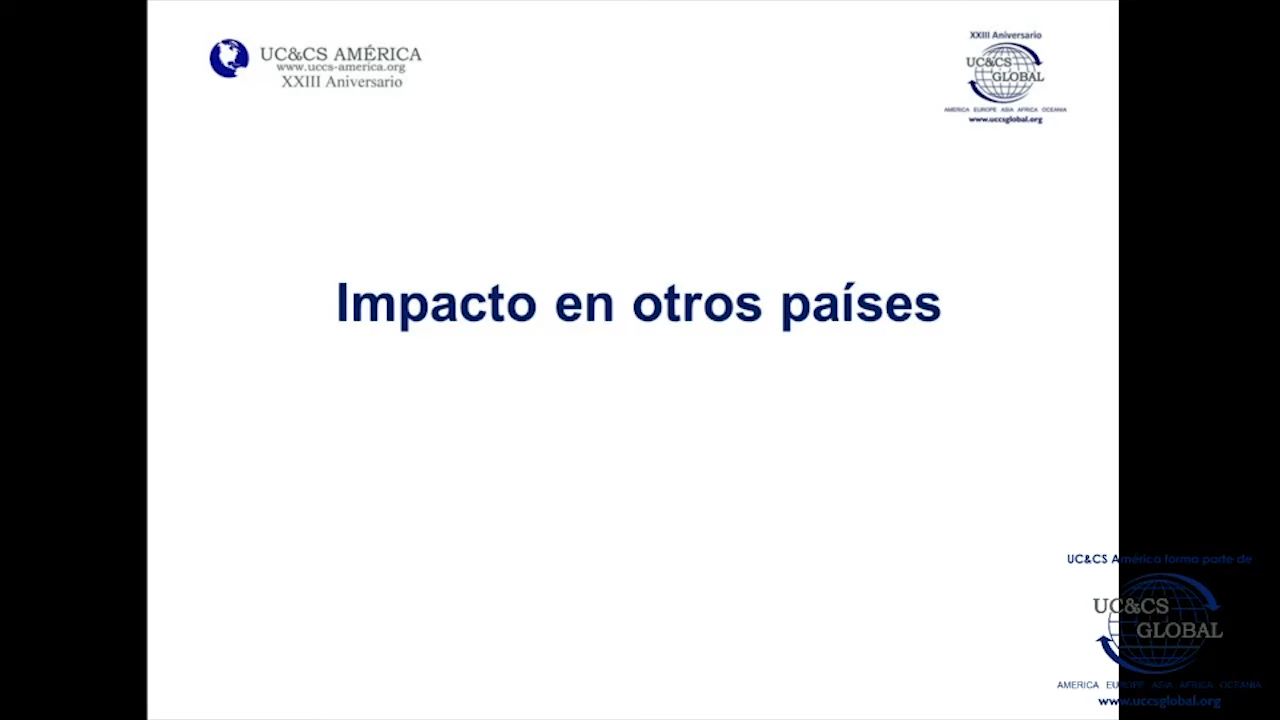 UC&CS AMÉRICA
www.uccs-america.org
XXIII Aniversario
XXIII Aniversario
UC&CS
GLOBAL
AMERICA EUROPE ASIA AFRICA OCEANIA
www.uccsglobal.org
Impacto en otros países
UC&CS América forma parte de
UC&CS
GLOBAL
AMERICA EUROPE ASIA AFRICA OCEANIA
www.uccsglobal.org